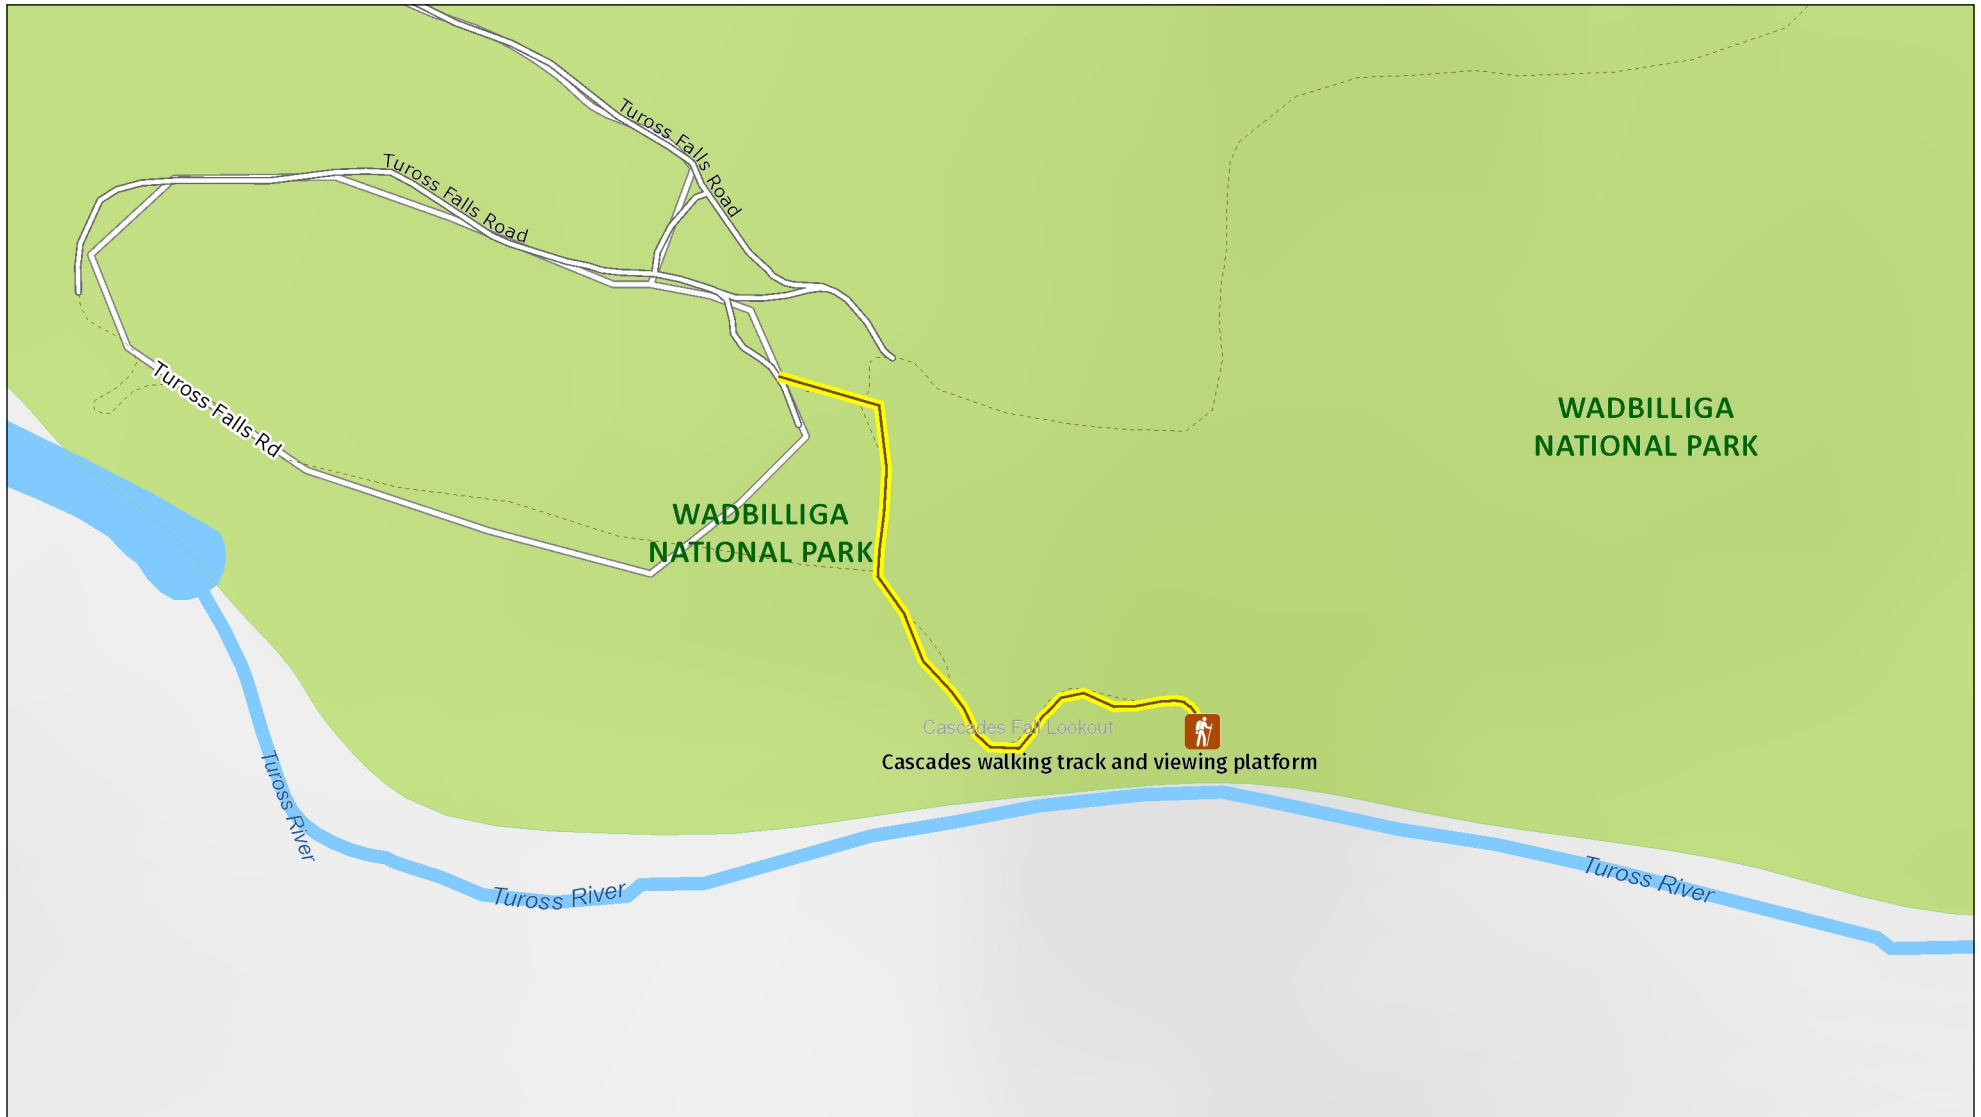 Tuross Falls Road
Tuross Falls Road
Tuross Falls Rd
WADBILLIGA
NATIONAL PARK
WADBILLIGA
NATIONAL PARK
Cascades Fall Lookout
Cascades walking track and viewing platform
Tuross River
Tuross River
Tuross River